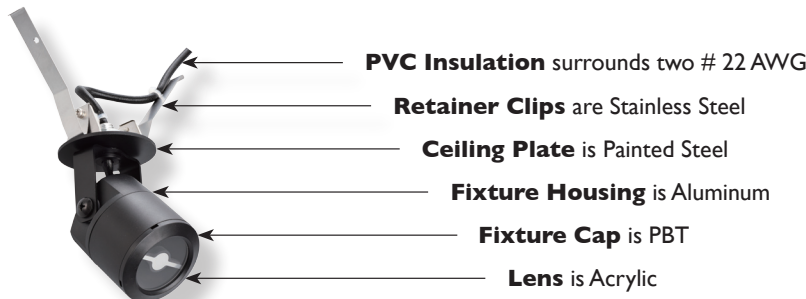 PVC Insulation surrounds two # 22 AWG
Retainer Clips are Stainless Steel
Ceiling Plate is Painted Steel
Fixture Housing is Aluminum
Fixture Cap is PBT
Lens is Acrylic